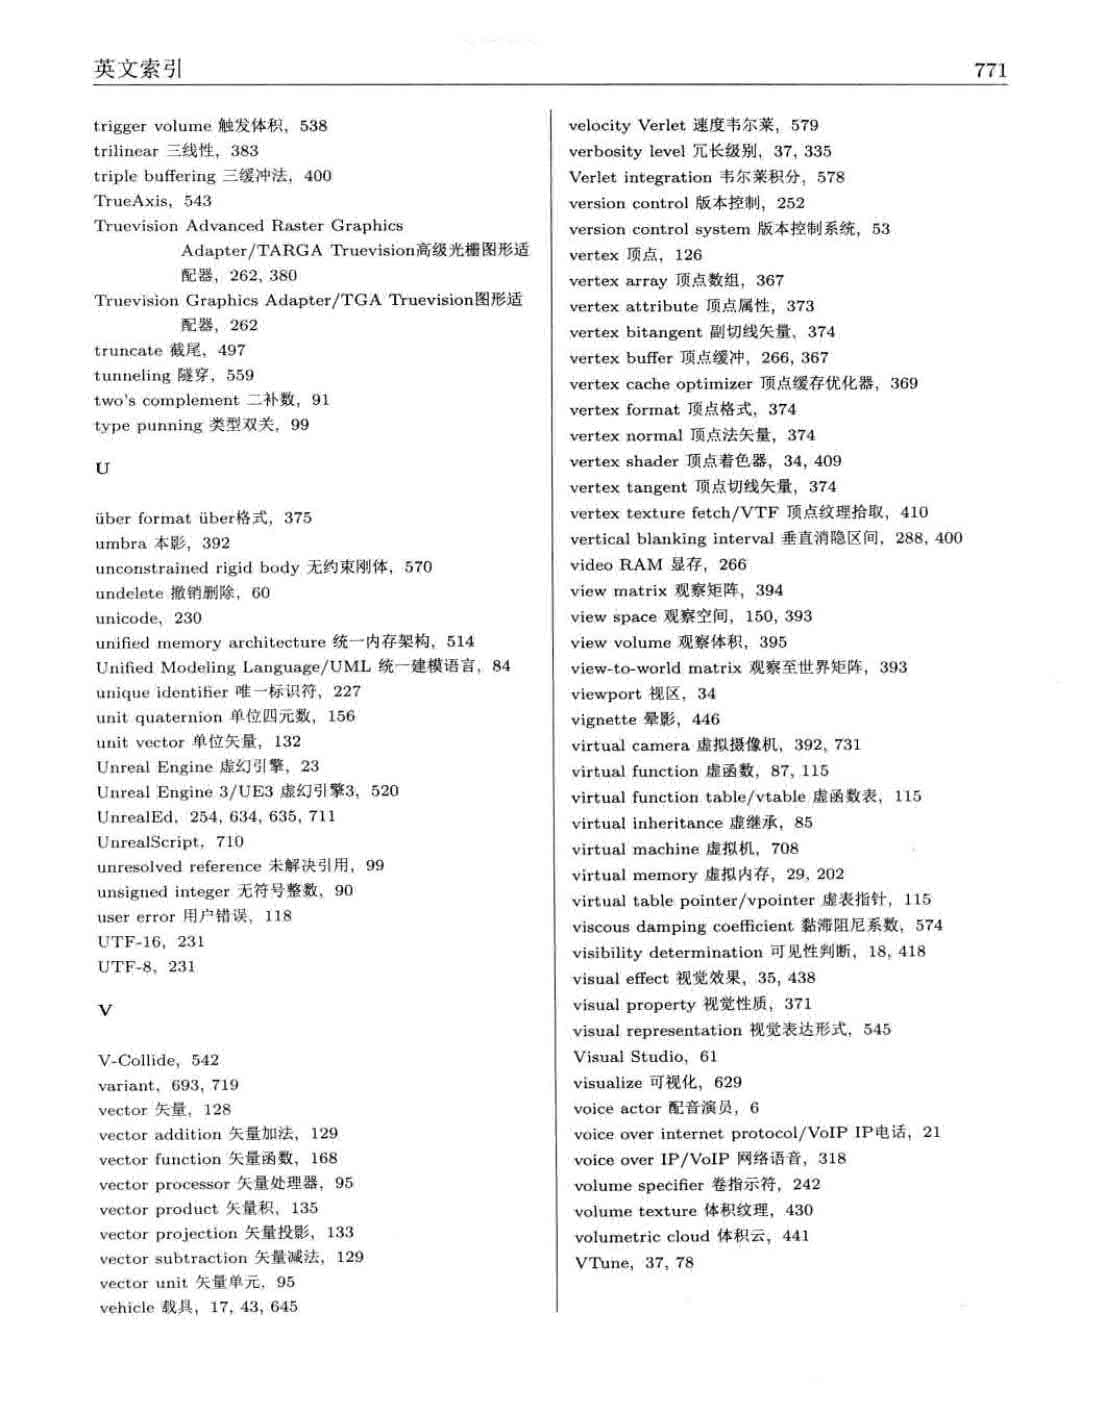 英文索引
771
trigger volume 触发体积, 538
trilinear 三线性, 383
triple buffering 三缓冲法, 400
TrueAxis, 543
Truevision Advanced Raster Graphics
Adapter/TARGA Truevision高级光栅图形适
配器, 262, 380
Truevision Graphics Adapter/TGA Truevision图形适
配器, 262
truncate 截尾, 497
tunneling 隧穿, 559
two's complement 二补数, 91
type punning 类型双关, 99
U
über format über格式, 375
umbra 本影, 392
unconstrained rigid body 无约束刚体, 570
undelete 撤销删除, 60
unicode, 230
unified memory architecture 统一内存架构, 514
Unified Modeling Language/UML 统一建模语言, 84
unique identifier 唯一标识符, 227
unit quaternion 单位四元数, 156
unit vector 单位矢量, 132
Unreal Engine 虚幻引擎, 23
Unreal Engine 3/UE3 虚幻引擎3, 520
UnrealEd, 254, 634, 635, 711
UnrealScript, 710
unresolved reference 未解决引用, 99
unsigned integer 无符号整数, 90
user error 用户错误, 118
UTF-16, 231
UTF-8, 231
V
V-Collide, 542
variant, 693, 719
vector 矢量, 128
vector addition 矢量加法, 129
vector function 矢量函数, 168
vector processor 矢量处理器, 95
vector product 矢量积, 135
vector projection 矢量投影, 133
vector subtraction 矢量减法, 129
vector unit 矢量单元, 95
vehicle 载具, 17, 43, 645
velocity Verlet 速度韦尔莱, 579
verbosity level 冗长级别, 37, 335
Verlet integration 韦尔莱积分, 578
version control 版本控制, 252
version control system 版本控制系统, 53
vertex 顶点, 126
vertex array 顶点数组, 367
vertex attribute 顶点属性, 373
vertex bitangent 副切线矢量, 374
vertex buffer 顶点缓冲, 266, 367
vertex cache optimizer 顶点缓存优化器, 369
vertex format 顶点格式, 374
vertex normal 顶点法矢量, 374
vertex shader 顶点着色器, 34, 409
vertex tangent 顶点切线矢量, 374
vertex texture fetch/VTF 顶点纹理拾取, 410
vertical blanking interval 垂直消隐区间, 288, 400
video RAM 显存, 266
view matrix 观察矩阵, 394
view space 观察空间, 150, 393
view volume 观察体积, 395
view-to-world matrix 观察至世界矩阵, 393
viewport 视区, 34
vignette 晕影, 446
virtual camera 虚拟摄像机, 392, 731
virtual function 虚函数, 87, 115
virtual function table/vtable 虚函数表, 115
virtual inheritance 虚继承, 85
virtual machine 虚拟机, 708
virtual memory 虚拟内存, 29, 202
virtual table pointer/vpointer 虚表指针, 115
viscous damping coefficient 黏滞阻尼系数, 574
visibility determination 可见性判断, 18, 418
visual effect 视觉效果, 35, 438
visual property 视觉性质, 371
visual representation 视觉表达形式, 545
Visual Studio, 61
visualize 可视化, 629
voice actor 配音演员, 6
voice over internet protocol/VoIP IP电话, 21
voice over IP/VoIP 网络语音, 318
volume specifier 卷指示符, 242
volume texture 体积纹理, 430
volumetric cloud 体积云, 441
VTune, 37, 78